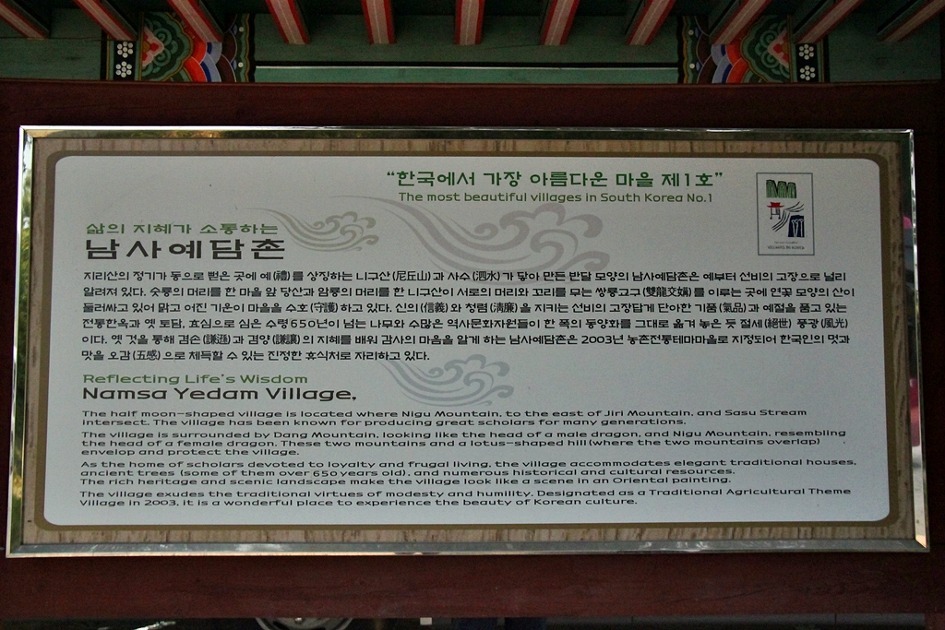 “한국에서 가장 아름다운 마을 제1호”
The most beautiful villages in South Korea No.1
삶의 지혜가 소통하는
남사예담촌
지리산의 정기가 동으로 뻗은 곳에 예(禮)를 상징하는 니구산(尼丘山)과 사수(泗水)가 닿아 만든 반달 모양의 남사예담촌은 예부터 선비의 고장으로 널리
알려져 있다. 숫룡의 머리를 한 마을 앞 당산과 암룡의 머리를 한 니구산이 서로의 머리와 꼬리를 무는 쌍룡교구(雙龍交媾)를 이루는 곳에 연꽃 모양의 산이
둘러싸고 있어 맑고 어진 기운이 마을을 수호(守護)하고 있다. 신의(信義)와 청렴(淸廉)을 지키는 선비의 고장답게 단아한 기품(氣品)과 예절을 품고 있는
전통한옥과 옛 토담, 효심으로 심은 수령650년이 넘는 나무와 수많은 역사문화자원들이 한 폭의 동양화를 그대로 옮겨 놓은 듯 절세(絕世) 풍광(風光)
이다. 옛 것을 통해 겸손(謙遜)과 겸양(謙讓)의 지혜를 배워 감사의 마음을 알게 하는 남사예담촌은 2003년 농촌전통테마마을로 지정되어 한국인의 멋과
맛을 오감(五感)으로 체득할 수 있는 진정한 휴식처로 자리하고 있다.
Reflecting Life's Wisdom
Namsa Yedam Village.
The half moon-shaped village is located where Nigu Mountain, to the east of Jiri Mountain, and Sasu Stream
intersect. The village has been known for producing great scholars for many generations.
The village is surrounded by Dang Mountain, looking like the head of a male dragon, and Nigu Mountain, resembling
the head of a female dragon. These two mountains and a lotus-shaped hill(where the two mountains overlap)
envelop and protect the village.
As the home of scholars devoted to loyalty and frugal living, the village accommodates elegant traditional houses,
ancient trees (some of them over 650 years old), and numerous historical and cultural resources.
The rich heritage and scenic landscape make the village look like a scene in an Oriental painting.
The village exudes the traditional virtues of modesty and humility. Designated as a Traditional Agricultural Theme
Village in 2003, it is a wonderful place to experience the beauty of Korean culture.